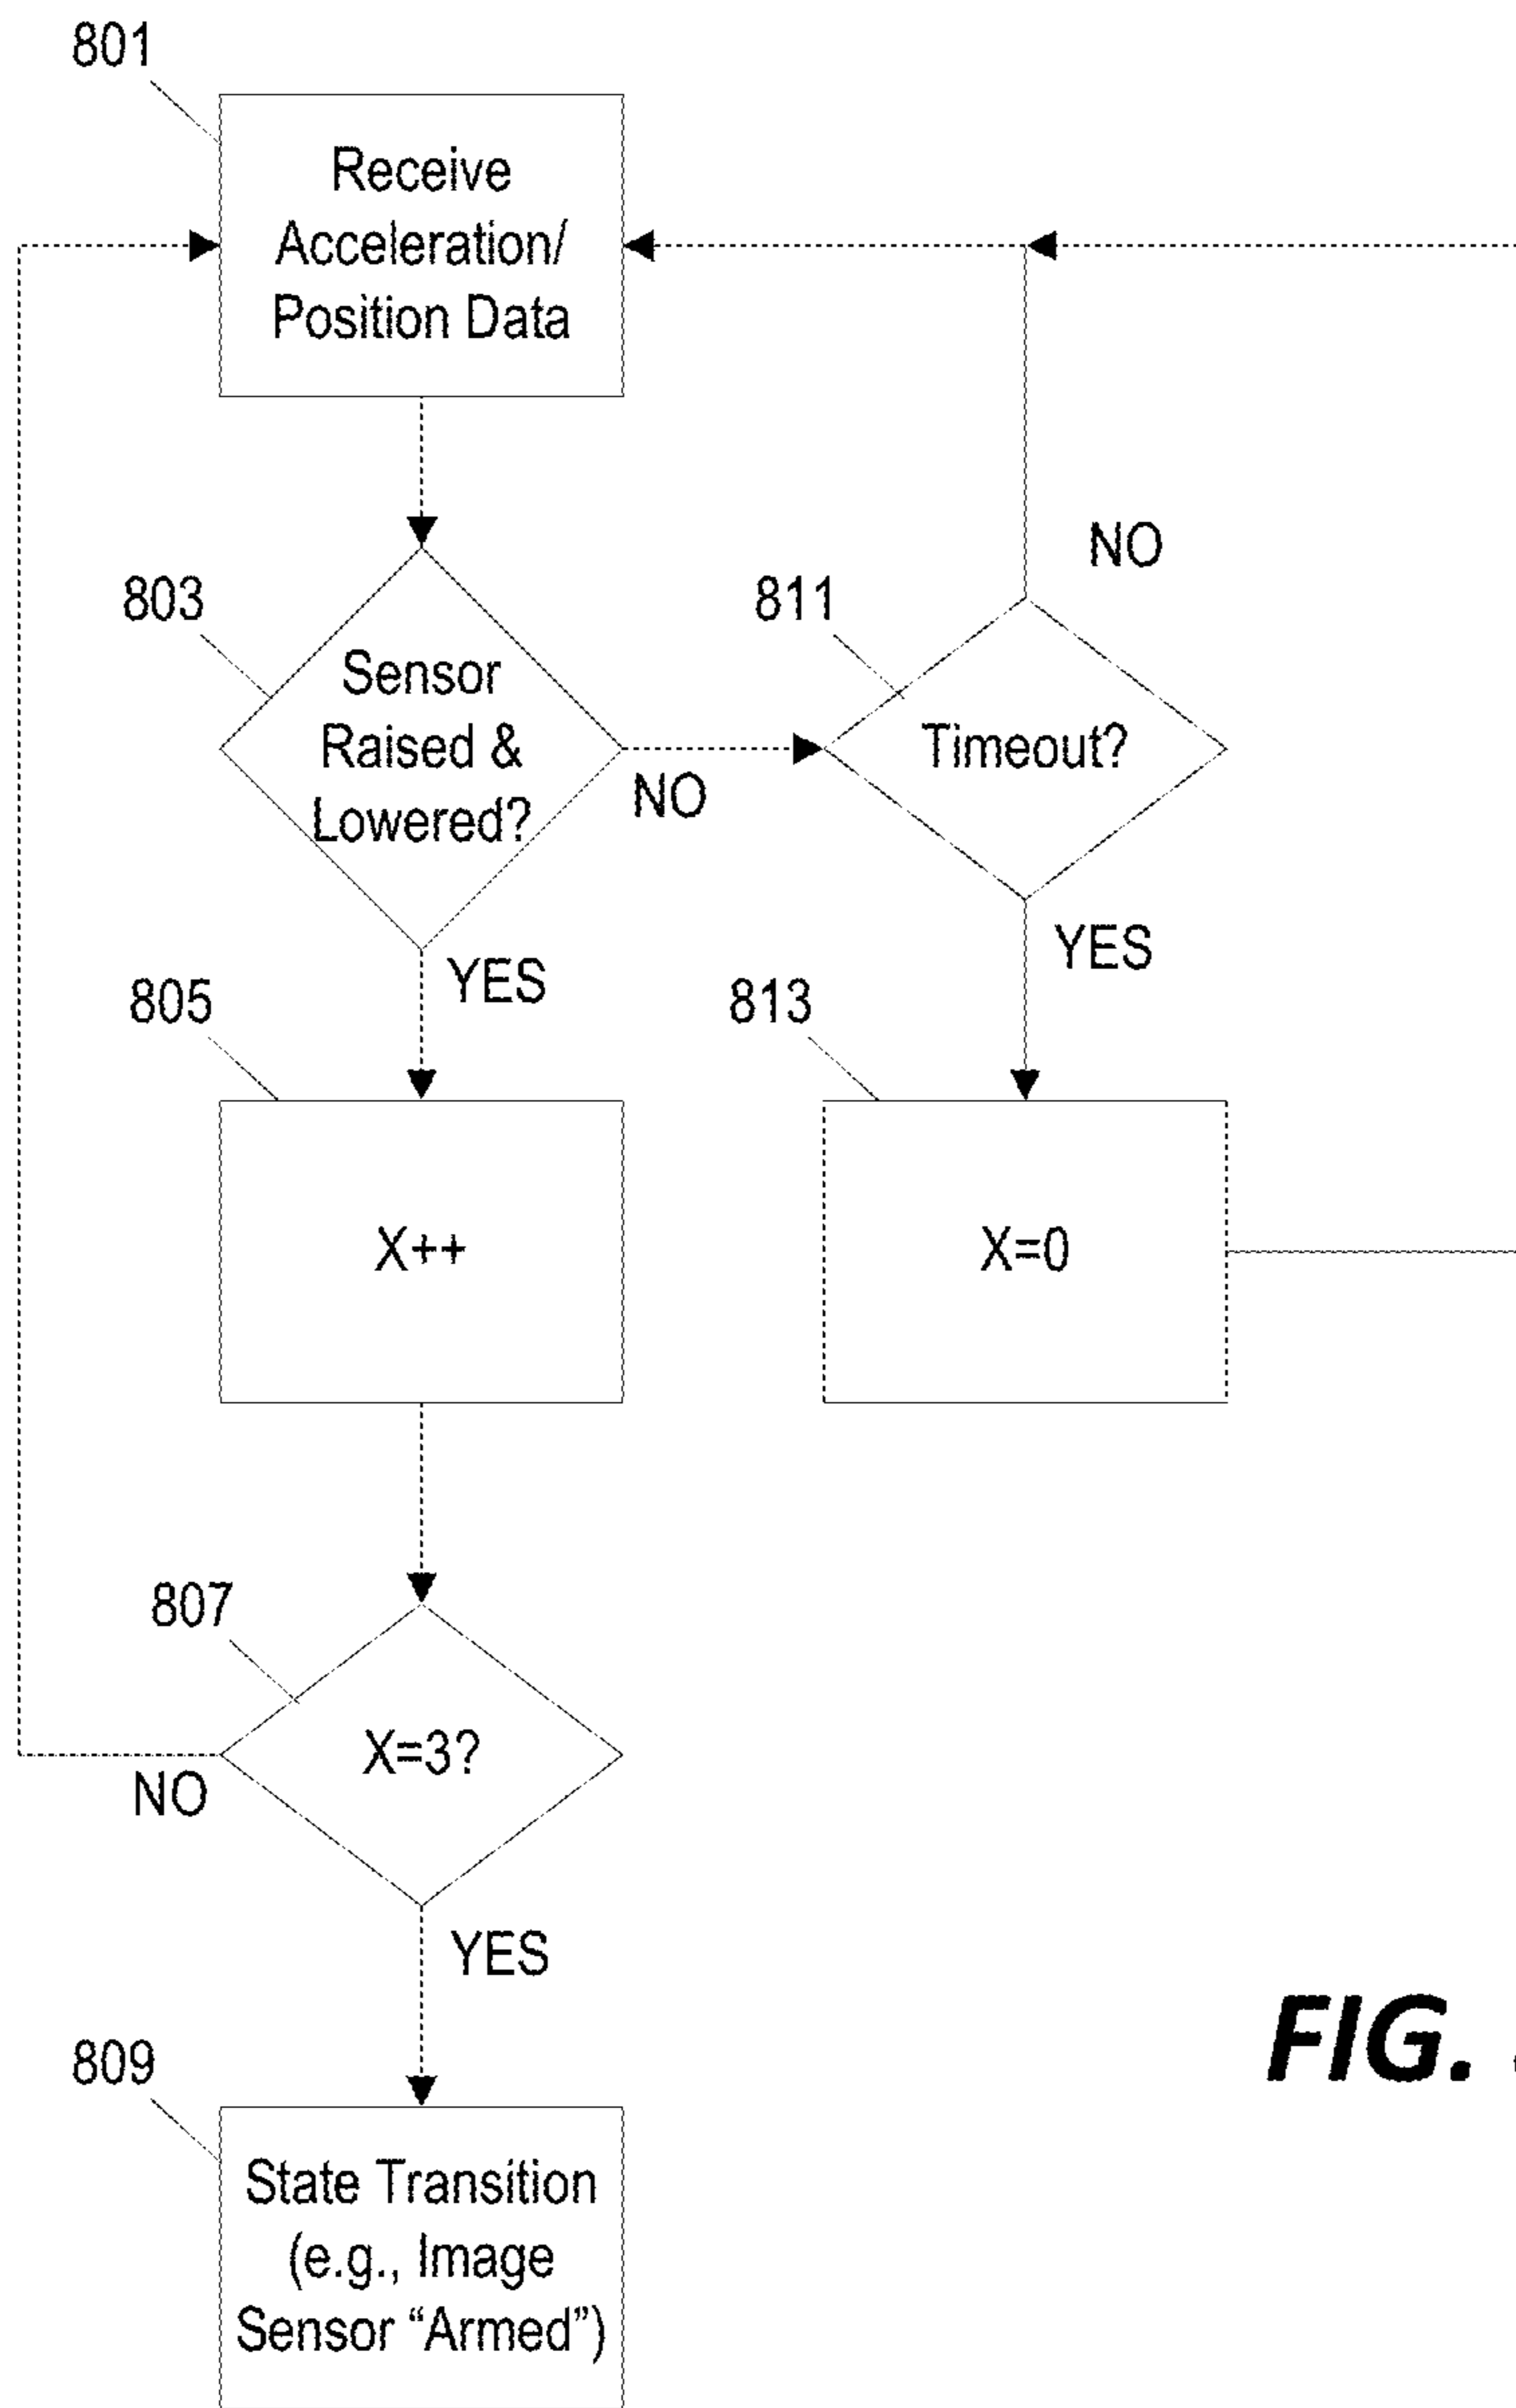 801
Receive
Acceleration/
Position Data
803
Sensor
Raised &
Lowered?
NO
YES
811
Timeout?
NO
YES
805
X++
813
X=0
807
X=3?
NO
YES
809
State Transition
(e.g., Image
Sensor “Armed”)
FIG.